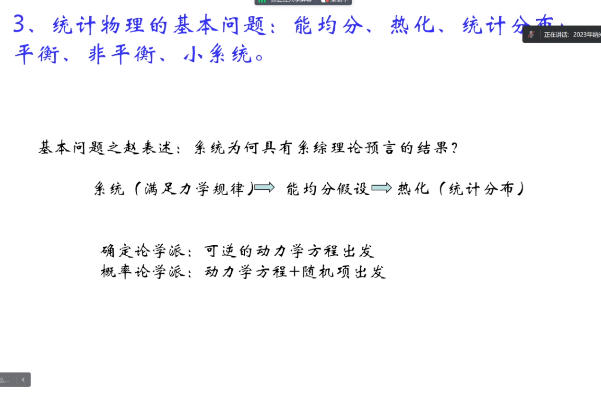 3、统计物理的基本问题：能均分、热化、统计分布；
正在讲话: 2023年纳米
平衡、非平衡、小系统。
基本问题之赵表述：系统为何具有系综理论预言的结果？
系统（满足力学规律） 能均分假设 热化（统计分布）
确定论学派：可逆的动力学方程出发
概率论学派：动力学方程+随机项出发